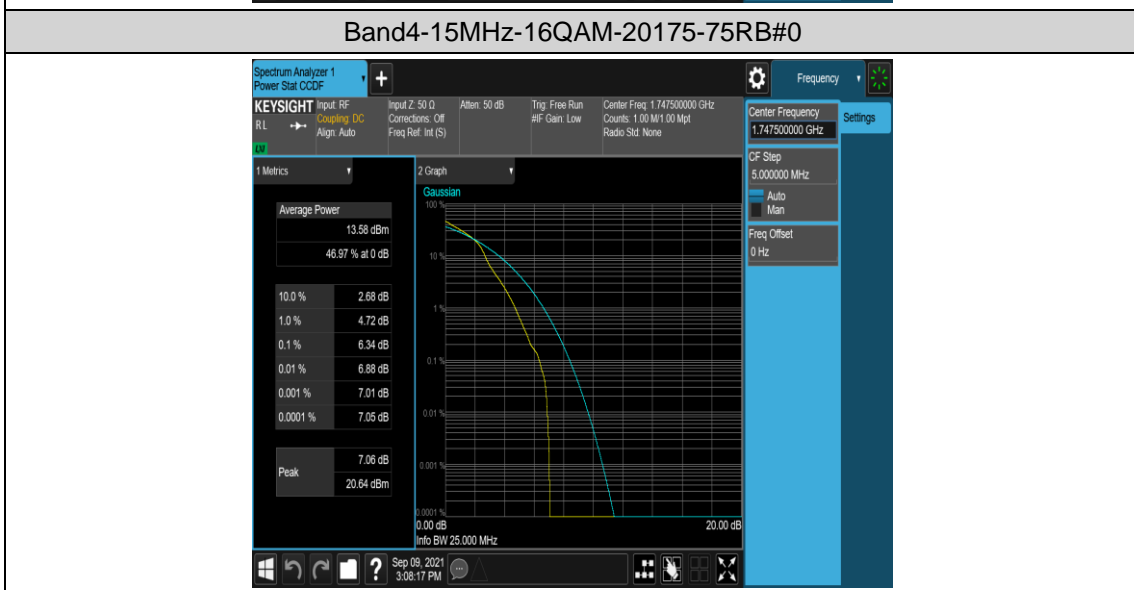 Band4-15MHz-16QAM-20175-75RB#0
Spectrum Analyzer 1
Power Stat CCDF
+
Frequency
KEYSIGHT
RL
LXI
Input: RF
Coupling: DC
Align: Auto
Input Z: 50 Ω
Corrections: Off
Freq Ref: Int (S)
Atten: 50 dB
Trig: Free Run
#IF Gain: Low
Center Freq: 1.747500000 GHz
Counts: 1.00 M/1.00 Mpt
Radio Std: None
Center Frequency
1.747500000 GHz
Settings
CF Step
5.000000 MHz
Auto
Man
Freq Offset
0 Hz
1 Metrics
Average Power
13.58 dBm
46.97 % at 0 dB
10.0 % 2.68 dB
1.0 % 4.72 dB
0.1 % 6.34 dB
0.01 % 6.88 dB
0.001 % 7.01 dB
0.0001 % 7.05 dB
Peak
7.06 dB
20.64 dBm
2 Graph
Gaussian
100 %
10 %
1 %
0.1 %
0.01 %
0.001 %
0.0001 %
0.00 dB 20.00 dB
Info BW 25.000 MHz
?
Sep 09, 2021
3:08:17 PM